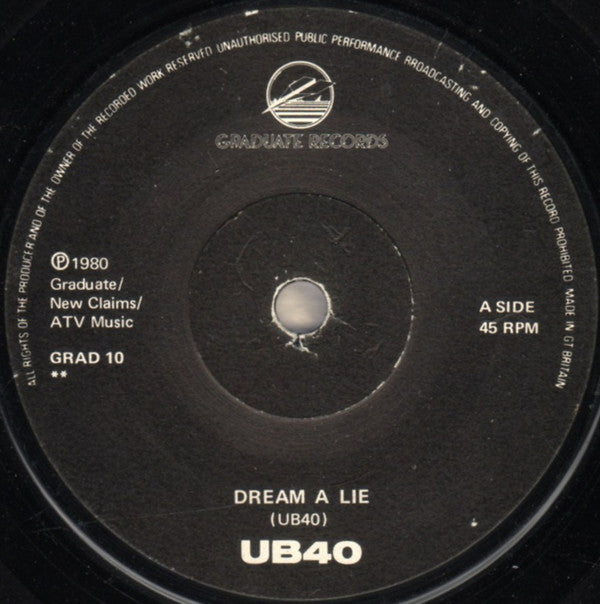 ALL RIGHTS OF THE PRODUCER AND OF THE OWNER OF THE RECORDED WORK RESERVED UNAUTHORISED PUBLIC PERFORMANCE BROADCASTING AND COPYING OF THIS RECORD PROHIBITED. MADE IN GT BRITAIN
GRADUATE RECORDS
℗1980
Graduate/
New Claims/
ATV Music
GRAD 10
**
A SIDE
45 RPM
DREAM A LIE
(UB40)
UB40